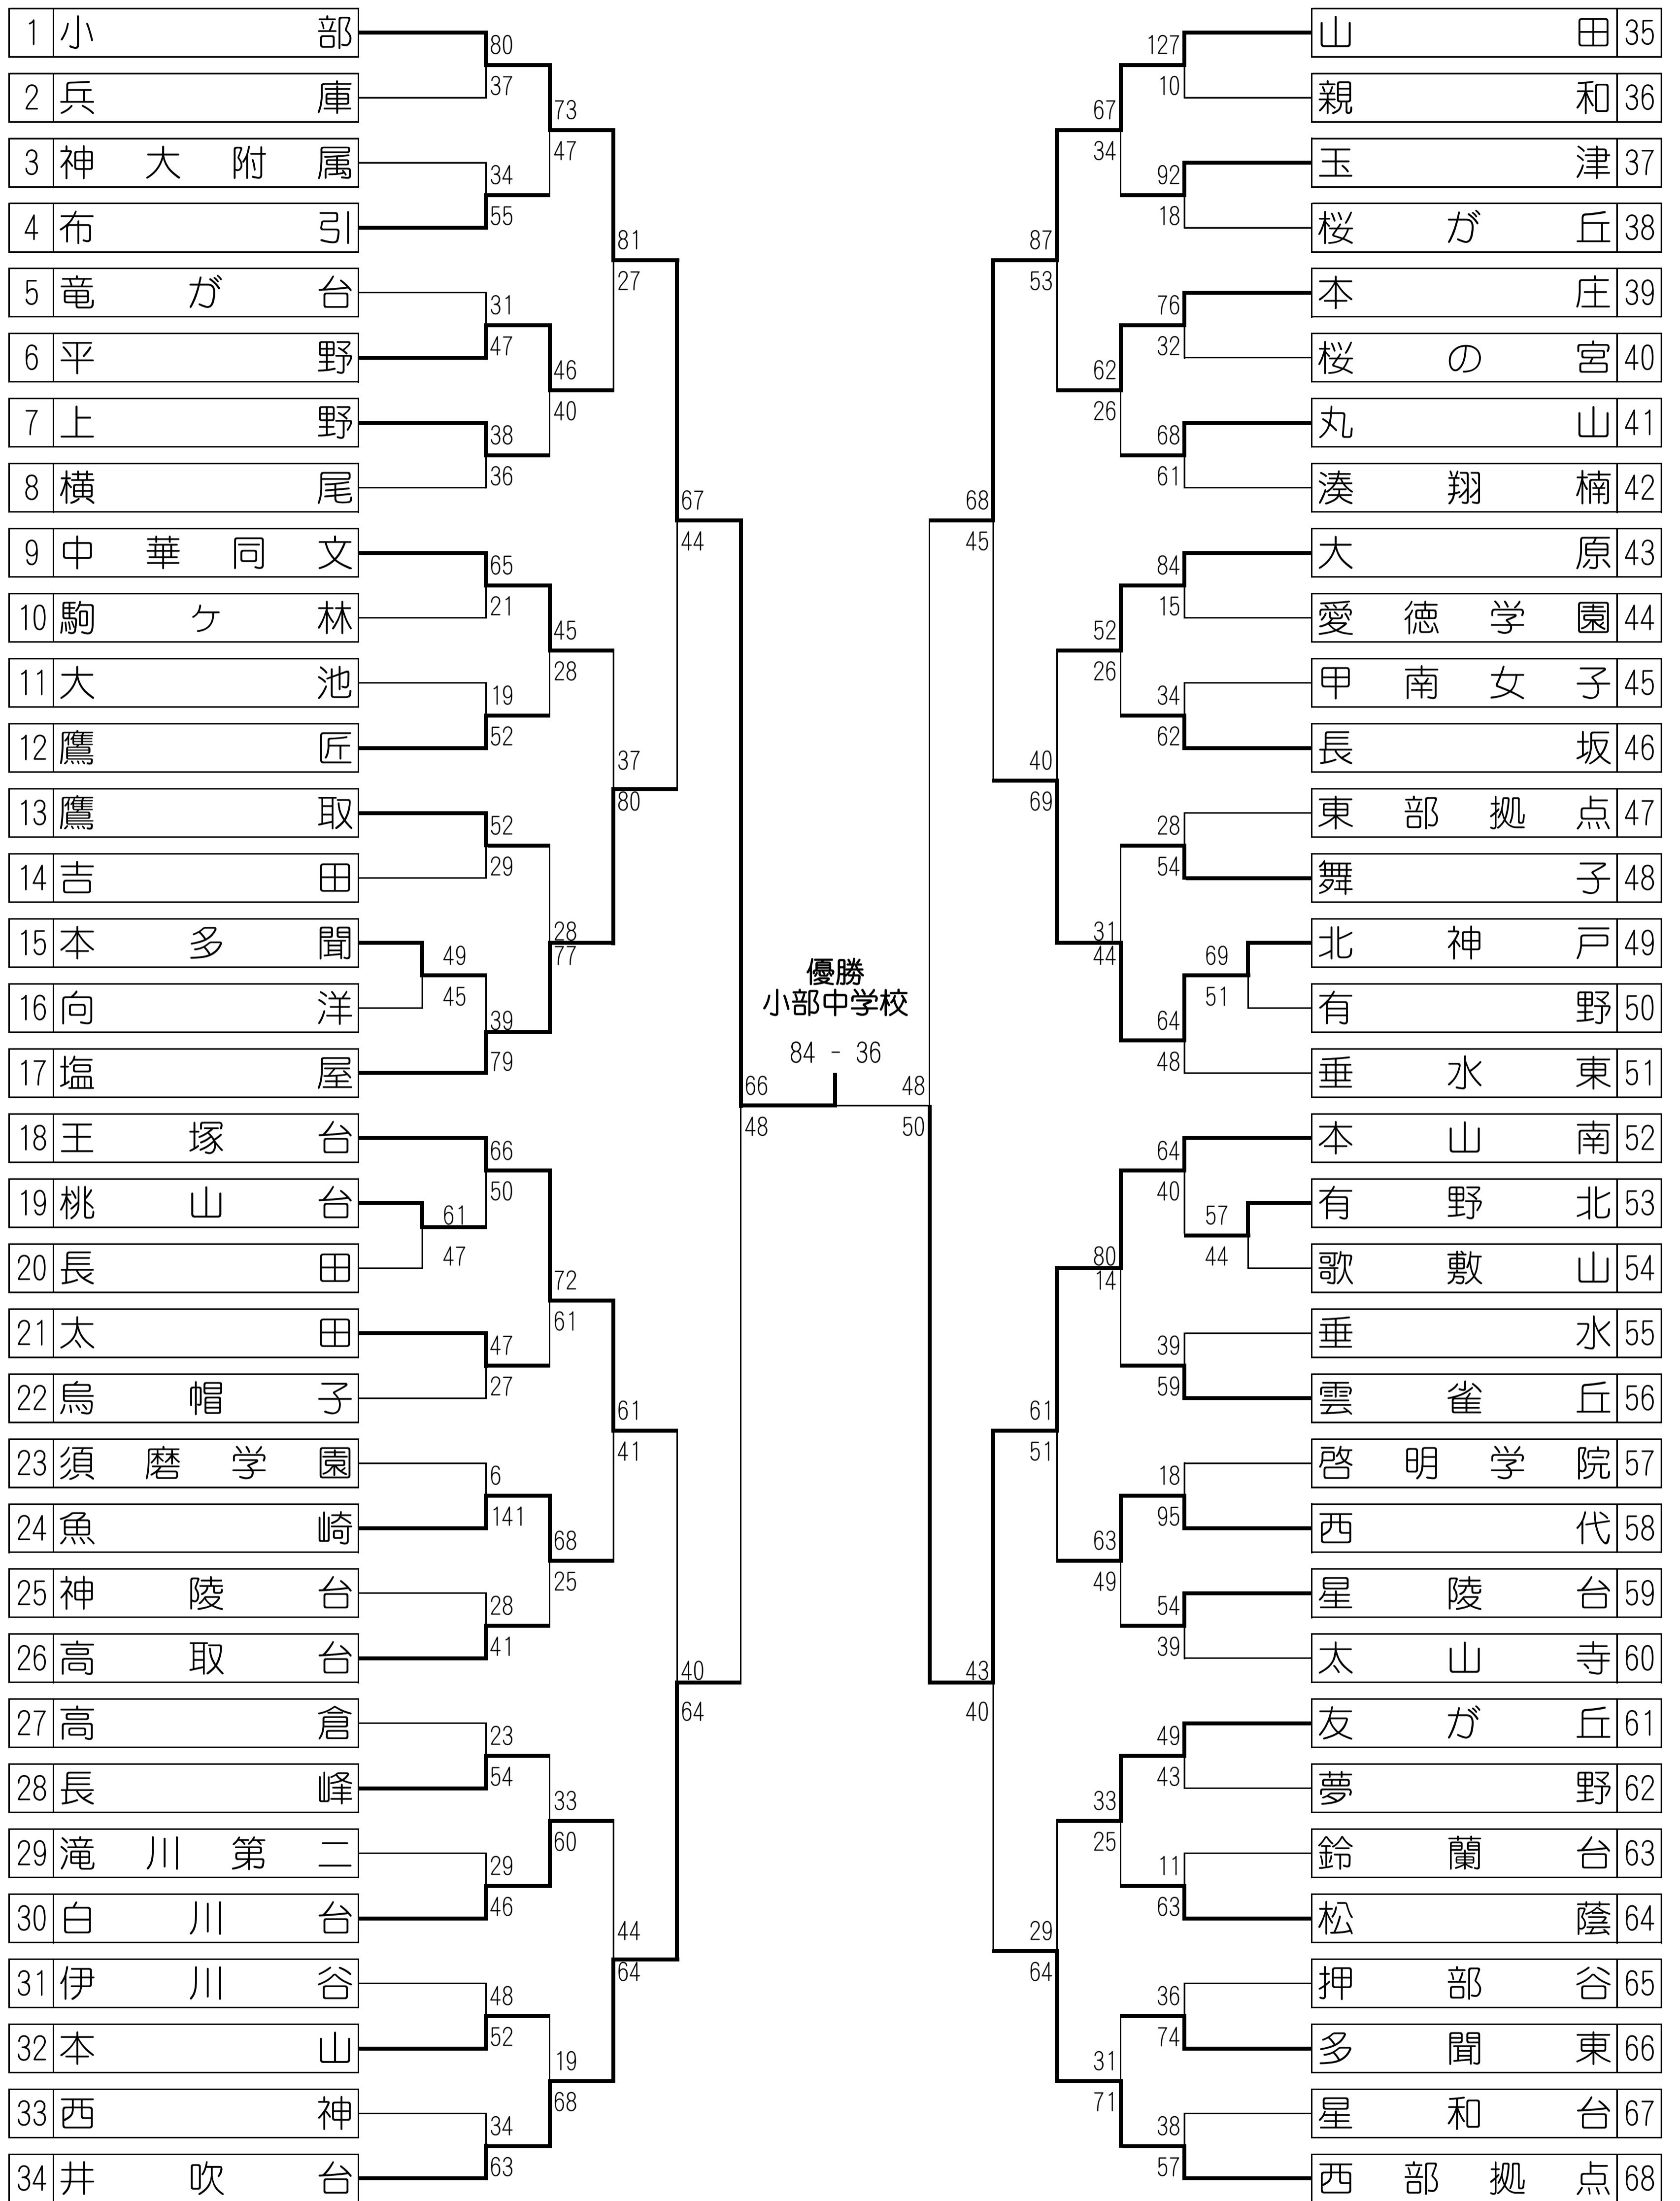 1 小部
2 兵庫
3 神大附属
4 布引
5 竜が台
6 平野
7 上野
8 横尾
9 中華同文
10 駒ヶ林
11 大池
12 鷹匠
13 鷹取
14 吉田
15 本多聞
16 向洋
17 塩屋
18 王塚台
19 桃山台
20 長田
21 太田
22 烏帽子
23 須磨学園
24 魚崎
25 神陵台
26 高取台
27 高倉
28 長峰
29 滝川第二
30 白川台
31 伊川谷
32 本山
33 西神
34 井吹台
49
45
61
47
80
37
34
55
31
47
38
36
65
21
19
52
52
29
39
79
66
50
47
27
6
141
28
41
23
54
29
46
48
52
34
63
73
47
46
40
45
28
28
77
72
61
68
25
33
60
19
68
81
27
37
80
61
41
44
64
67
44
40
64
66
48
優勝
小部中学校
84 - 36
48
50
68
45
43
40
87
53
40
69
61
51
29
64
67
34
62
26
52
26
31
44
80
14
63
49
33
25
31
71
127
10
92
18
76
32
68
61
84
15
34
62
28
54
64
48
64
40
39
59
18
95
54
39
49
43
11
63
36
74
38
57
69
51
57
44
山田 35
親和 36
玉津 37
桜が丘 38
本庄 39
桜の宮 40
丸山 41
湊翔楠 42
大原 43
愛徳学園 44
甲南女子 45
長坂 46
東部拠点 47
舞子 48
北神戸 49
有野 50
垂水東 51
本山南 52
有野北 53
歌敷山 54
垂水 55
雲雀丘 56
啓明学院 57
西代 58
星陵台 59
太山寺 60
友が丘 61
夢野 62
鈴蘭台 63
松蔭 64
押部谷 65
多聞東 66
星和台 67
西部拠点 68